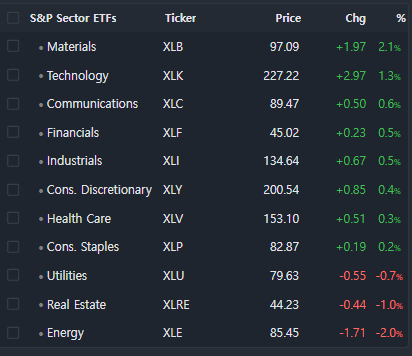 S&P Sector ETFs Ticker Price Chg %
• Materials XLB 97.09 +1.97 2.1%
• Technology XLK 227.22 +2.97 1.3%
• Communications XLC 89.47 +0.50 0.6%
• Financials XLF 45.02 +0.23 0.5%
• Industrials XLI 134.64 +0.67 0.5%
• Cons. Discretionary XLY 200.54 +0.85 0.4%
• Health Care XLV 153.10 +0.51 0.3%
• Cons. Staples XLP 82.87 +0.19 0.2%
• Utilities XLU 79.63 -0.55 -0.7%
• Real Estate XLRE 44.23 -0.44 -1.0%
• Energy XLE 85.45 -1.71 -2.0%